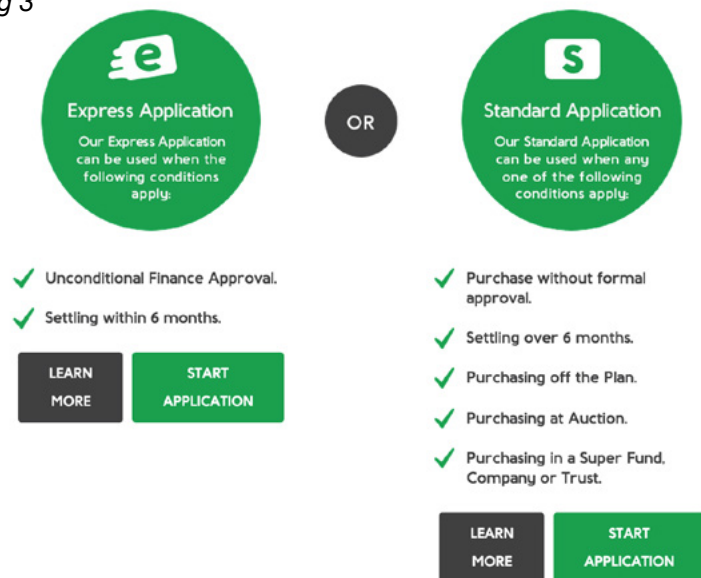 g 3
e
Express Application
Our Express Application
can be used when the
following conditions
apply:
Unconditional Finance Approval.
Settling within 6 months.
LEARN
MORE
START
APPLICATION
OR
S
Standard Application
Our Standard Application
can be used when any
one of the following
conditions apply:
Purchase without formal
approval.
Settling over 6 months.
Purchasing off the Plan.
Purchasing at Auction.
Purchasing in a Super Fund,
Company or Trust.
LEARN
MORE
START
APPLICATION